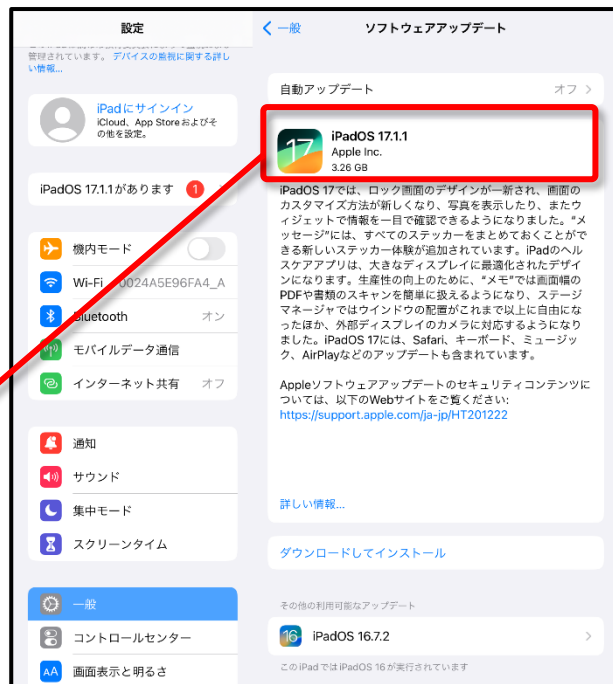 設定
管理されています。デバイスの監視に関する詳し
い情報...
iPadにサインイン
iCloud、App Storeおよびそ
の他を設定。
iPadOS 17.1.1があります 1
機内モード
Wi-Fi 0024A5E96FA4_A
Bluetooth オン
モバイルデータ通信
インターネット共有 オフ
通知
サウンド
集中モード
スクリーンタイム
一般
コントロールセンター
AA 画面表示と明るさ
一般 ソフトウェアアップデート
自動アップデート オフ
17
iPadOS 17.1.1
Apple Inc.
3.26 GB
iPadOS 17では、ロック画面のデザインが一新され、画面の
カスタマイズ方法が新しくなり、写真を表示したり、またウ
ィジェットで情報を一目で確認できるようになりました。“メ
ッセージ”には、すべてのステッカーをまとめておくことがで
きる新しいステッカー体験が追加されています。iPadのヘル
スケアアプリは、大きなディスプレイに最適化されたデザイ
ンになります。生産性の向上のために、“メモ”では画面幅の
PDFや書類のスキャンを簡単に扱えるようになり、ステージ
マネージャではウインドウの配置がこれまで以上に自由にな
ったほか、外部ディスプレイのカメラに対応するようになり
ました。iPadOS 17には、Safari、キーボード、ミュージッ
ク、AirPlayなどのアップデートも含まれています。
Appleソフトウェアアップデートのセキュリティコンテンツに
ついては、以下のWebサイトをご覧ください:
https://support.apple.com/ja-jp/HT201222
詳しい情報...
ダウンロードしてインストール
その他の利用可能なアップデート
16 iPadOS 16.7.2
このiPadではiPadOS 16が実行されています